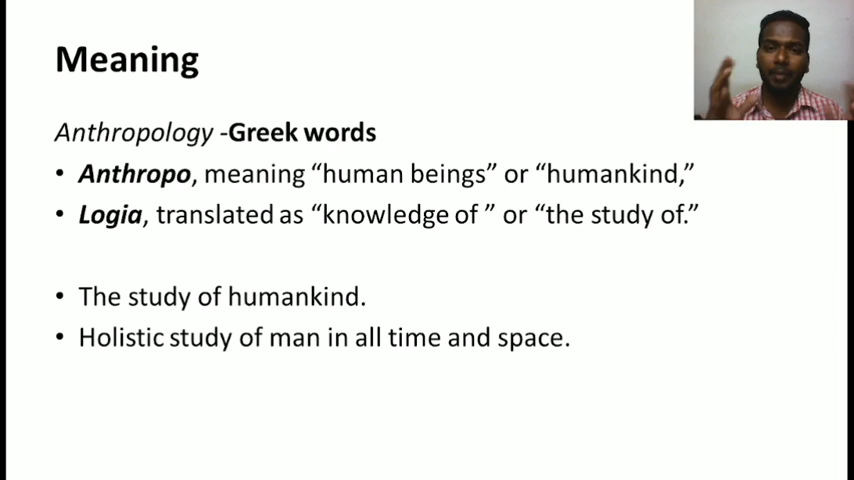 Meaning
Anthropology -Greek words
• Anthropo, meaning “human beings” or “humankind,”
• Logia, translated as “knowledge of ” or “the study of.”
• The study of humankind.
• Holistic study of man in all time and space.